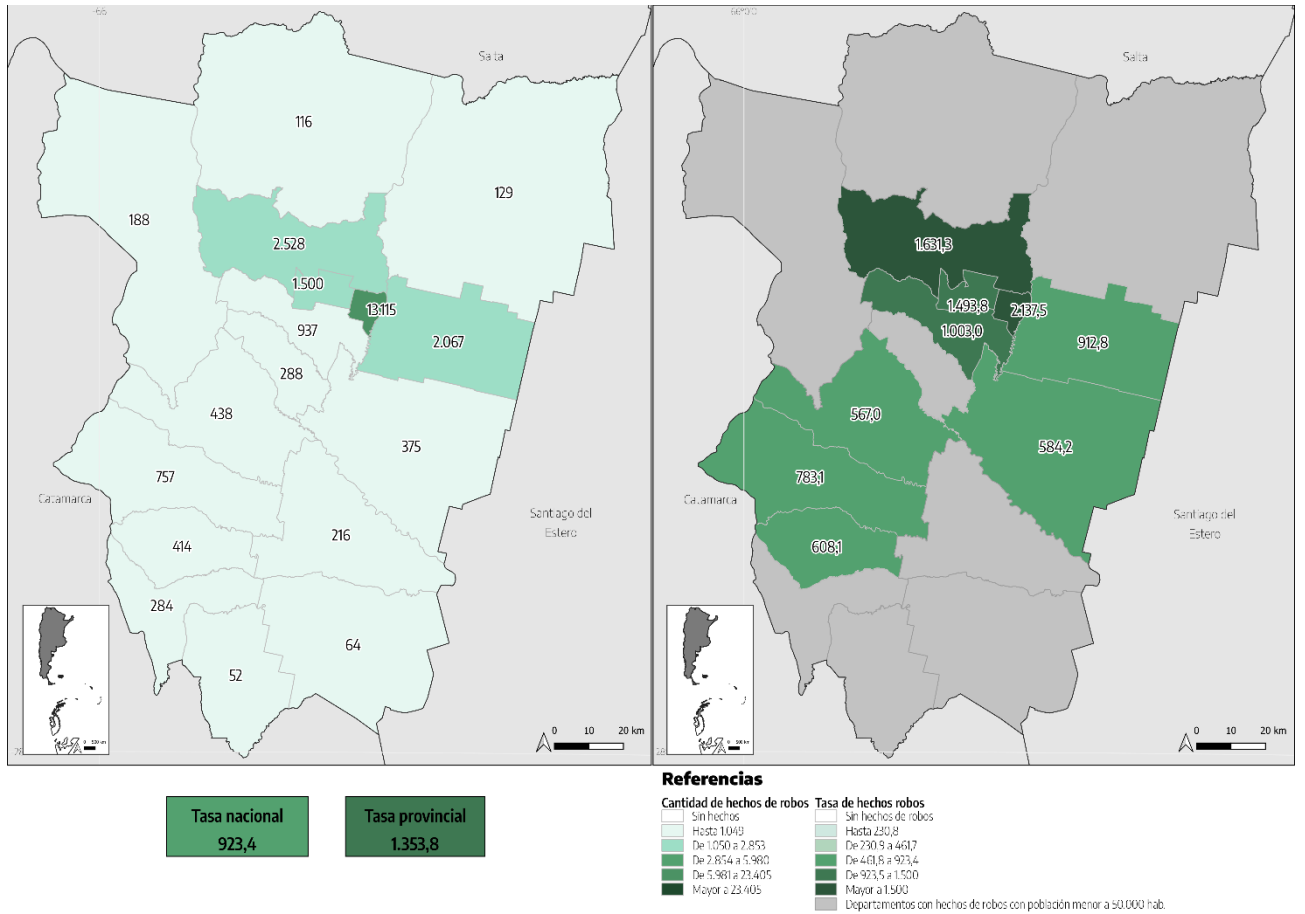 -66
Salta
116
129
188
2.528
1.500
13.115
937
2.067
288
438
375
757
Catamarca
Santiago del
Estero
216
414
284
64
52
0 10 20 km
Salta
1.631,3
1.493,8
2.137,5
1.003,0
912,8
567,0
584,2
783,1
Catamarca
Santiago del
Estero
608,1
0 10 20 km
Tasa nacional
923,4
Tasa provincial
1.353,8
Referencias
Cantidad de hechos de robos
Sin hechos
Hasta 1.049
De 1.050 a 2.853
De 2.854 a 5.980
De 5.981 a 23.405
Mayor a 23.405
Tasa de hechos robos
Sin hechos de robos
Hasta 230,8
De 230,9 a 461,7
De 461,8 a 923,4
De 923,5 a 1.500
Mayor a 1.500
Departamentos con hechos de robos con población menor a 50.000 hab.